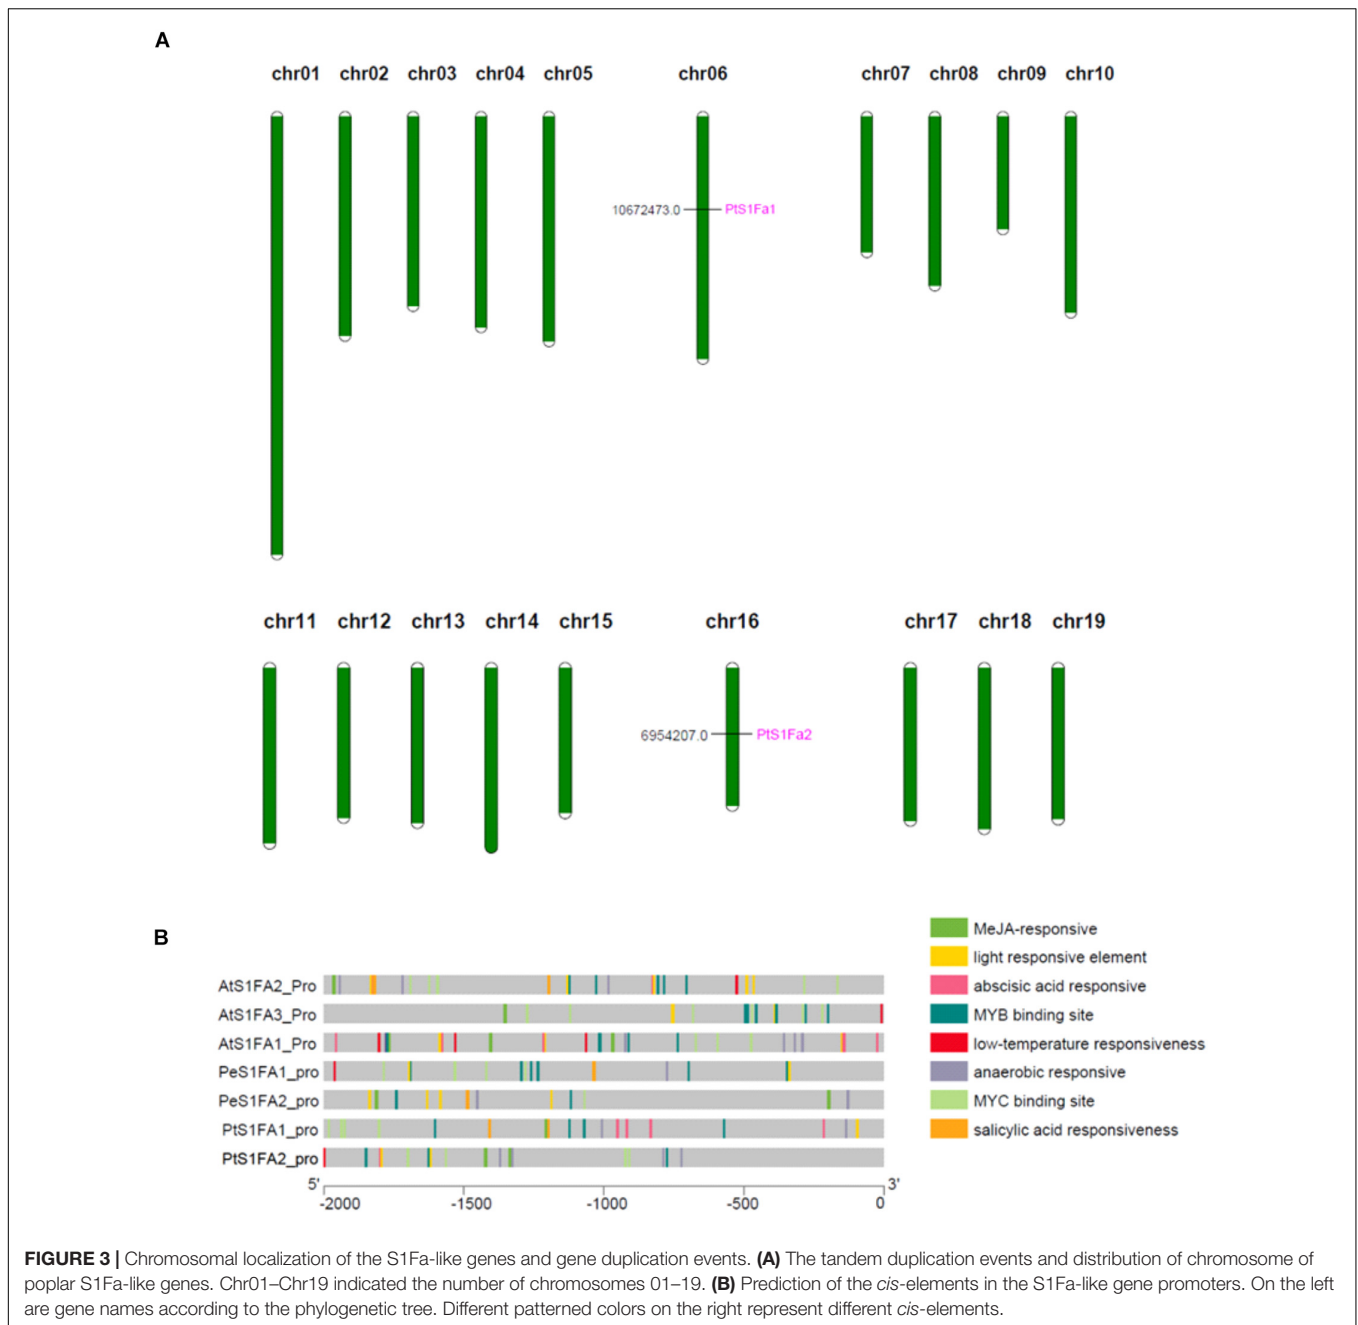 A
chr01 chr02 chr03 chr04 chr05 chr06 chr07 chr08 chr09 chr10
10672473.0 PtS1Fa1
chr11 chr12 chr13 chr14 chr15 chr16 chr17 chr18 chr19
6954207.0 PtS1Fa2
B
AtS1FA2_Pro
AtS1FA3_Pro
AtS1FA1_Pro
PeS1FA1_pro
PeS1FA2_pro
PtS1FA1_pro
PtS1FA2_pro
5' 3'
-2000 -1500 -1000 -500 0
MeJA-responsive
light responsive element
abscisic acid responsive
MYB binding site
low-temperature responsiveness
anaerobic responsive
MYC binding site
salicylic acid responsiveness
FIGURE 3 | Chromosomal localization of the S1Fa-like genes and gene duplication events. (A) The tandem duplication events and distribution of chromosome of
poplar S1Fa-like genes. Chr01–Chr19 indicated the number of chromosomes 01–19. (B) Prediction of the cis-elements in the S1Fa-like gene promoters. On the left
are gene names according to the phylogenetic tree. Different patterned colors on the right represent different cis-elements.